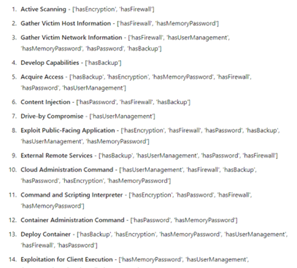 1. Active Scanning - ['hasEncryption', 'hasFirewall']
2. Gather Victim Host Information - ['hasFirewall', 'hasMemoryPassword']
3. Gather Victim Network Information - ['hasFirewall', 'hasUserManagement',
'hasMemoryPassword', 'hasPassword', 'hasBackup']
4. Develop Capabilities - ['hasBackup']
5. Acquire Access - ['hasBackup', 'hasEncryption', 'hasMemoryPassword', 'hasFirewall',
'hasPassword', 'hasUserManagement']
6. Content Injection - ['hasPassword', 'hasFirewall', 'hasBackup']
7. Drive-by Compromise - ['hasUserManagement']
8. Exploit Public-Facing Application - ['hasEncryption', 'hasFirewall', 'hasPassword', 'hasBackup',
'hasUserManagement', 'hasMemoryPassword']
9. External Remote Services - ['hasBackup', 'hasUserManagement', 'hasPassword', 'hasFirewall']
10. Cloud Administration Command - ['hasUserManagement', 'hasFirewall', 'hasBackup',
'hasPassword', 'hasEncryption', 'hasMemoryPassword']
11. Command and Scripting Interpreter - ['hasEncryption', 'hasPassword', 'hasFirewall',
'hasMemoryPassword']
12. Container Administration Command - ['hasPassword', 'hasMemoryPassword']
13. Deploy Container - ['hasBackup', 'hasEncryption', 'hasMemoryPassword', 'hasUserManagement',
'hasFirewall', 'hasPassword']
14. Exploitation for Client Execution - ['hasMemoryPassword', 'hasUserManagement', 'hasFirewall',